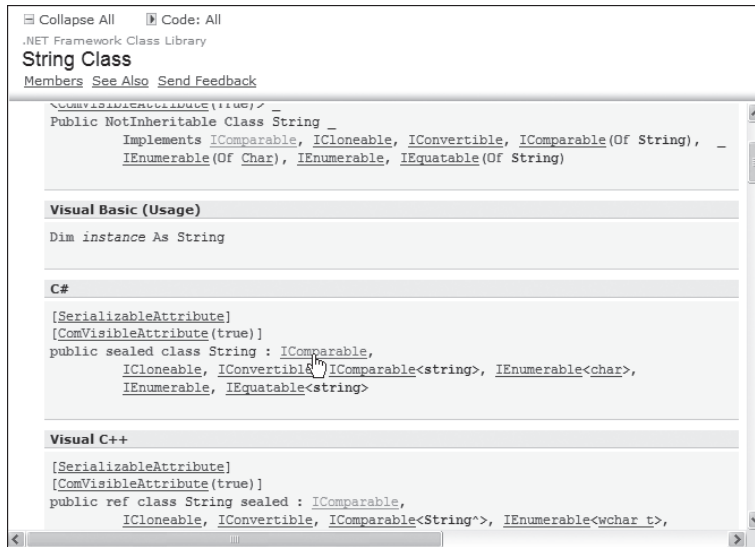 Collapse All Code: All
.NET Framework Class Library
String Class
Members See Also Send Feedback
<ComVisibleAttribute(True)> _
Public NotInheritable Class String _
Implements IComparable, ICloneable, IConvertible, IComparable(Of String), _
IEnumerable(Of Char), IEnumerable, IEquatable(Of String)
Visual Basic (Usage)
Dim instance As String
C#
[SerializableAttribute]
[ComVisibleAttribute(true)]
public sealed class String : IComparable,
ICloneable, IConvertible, IComparable<string>, IEnumerable<char>,
IEnumerable, IEquatable<string>
Visual C++
[SerializableAttribute]
[ComVisibleAttribute(true)]
public ref class String sealed : IComparable,
ICloneable, IConvertible, IComparable<String^>, IEnumerable<wchar_t>,